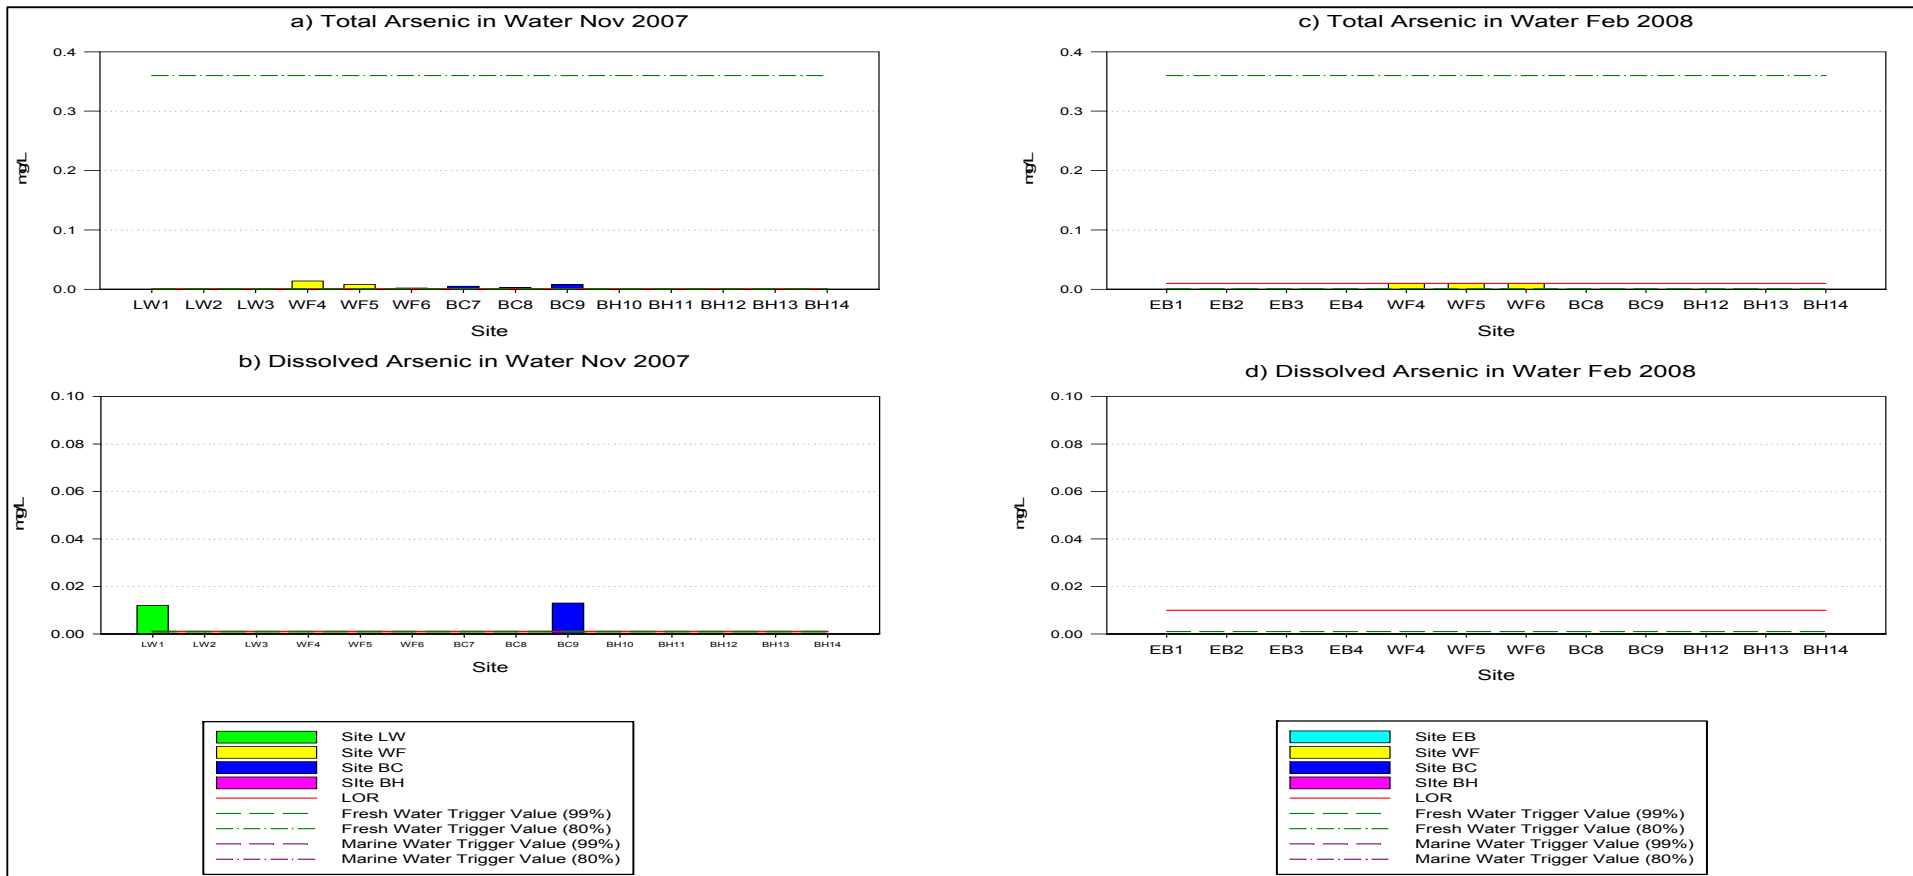 a) Total Arsenic in Water Nov 2007
0.4
0.3
0.2
0.1
0.0
mg/L
LW1 LW2 LW3 WF4 WF5 WF6 BC7 BC8 BC9 BH10 BH11 BH12 BH13 BH14
Site
b) Dissolved Arsenic in Water Nov 2007
0.10
0.08
0.06
0.04
0.02
0.00
mg/L
LW1 LW2 LW3 WF4 WF5 WF6 BC7 BC8 BC9 BH10 BH11 BH12 BH13 BH14
Site
Site LW
Site WF
Site BC
SIte BH
LOR
Fresh Water Trigger Value (99%)
Fresh Water Trigger Value (80%)
Marine Water Trigger Value (99%)
Marine Water Trigger Value (80%)
c) Total Arsenic in Water Feb 2008
0.4
0.3
0.2
0.1
0.0
mg/L
EB1 EB2 EB3 EB4 WF4 WF5 WF6 BC8 BC9 BH12 BH13 BH14
Site
d) Dissolved Arsenic in Water Feb 2008
0.10
0.08
0.06
0.04
0.02
0.00
mg/L
EB1 EB2 EB3 EB4 WF4 WF5 WF6 BC8 BC9 BH12 BH13 BH14
Site
Site EB
Site WF
Site BC
SIte BH
LOR
Fresh Water Trigger Value (99%)
Fresh Water Trigger Value (80%)
Marine Water Trigger Value (99%)
Marine Water Trigger Value (80%)